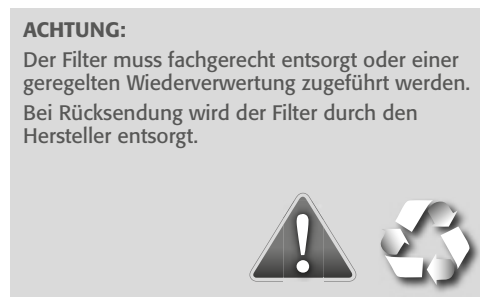 ACHTUNG:
Der Filter muss fachgerecht entsorgt oder einer
geregelten Wiederverwertung zugeführt werden.
Bei Rücksendung wird der Filter durch den
Hersteller entsorgt.